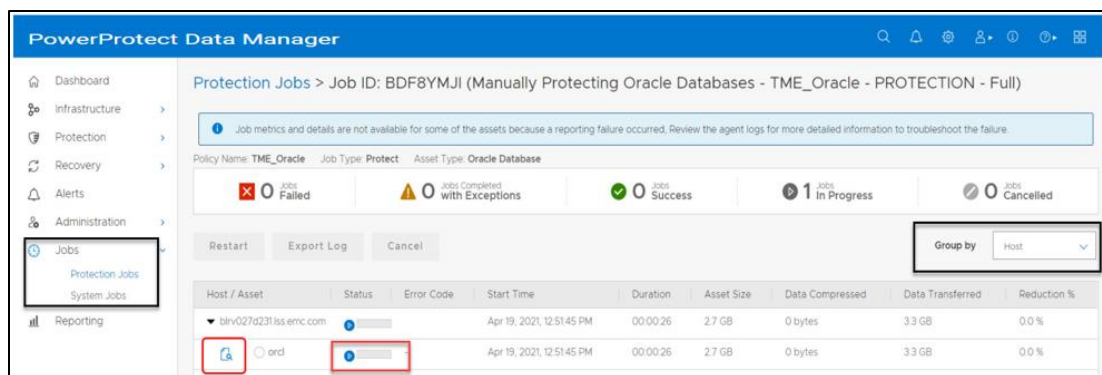 PowerProtect Data Manager
Dashboard
Infrastructure
Protection
Recovery
Alerts
Administration
Jobs
Protection Jobs
System Jobs
Reporting
Protection Jobs > Job ID: BDF8YMJI (Manually Protecting Oracle Databases - TME_Oracle - PROTECTION - Full)
Job metrics and details are not available for some of the assets because a reporting failure occurred. Review the agent logs for more detailed information to troubleshoot the failure.
Policy Name: TME_Oracle Job Type: Protect Asset Type: Oracle Database
0 Jobs Failed
0 Jobs Completed with Exceptions
0 Jobs Success
1 Jobs In Progress
0 Jobs Cancelled
Restart Export Log Cancel Group by Host
Host / Asset Status Error Code Start Time Duration Asset Size Data Compressed Data Transferred Reduction %
blrv027d231.lss.emc.com Apr 19, 2021, 12:51:45 PM 00:00:26 2.7 GB 0 bytes 3.3 GB 0.0 %
orcl - Apr 19, 2021, 12:51:45 PM 00:00:26 2.7 GB 0 bytes 3.3 GB 0.0 %